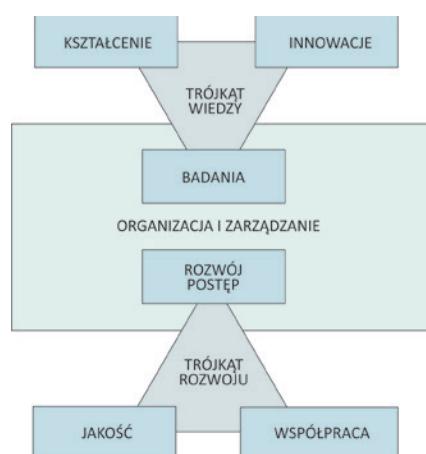 KSZTAŁCENIE
INNOWACJE
TRÓJKĄT
WIEDZY
BADANIA
ORGANIZACJA I ZARZĄDZANIE
ROZWÓJ
POSTĘP
TRÓJKĄT
ROZWOJU
JAKOŚĆ
WSPÓŁPRACA